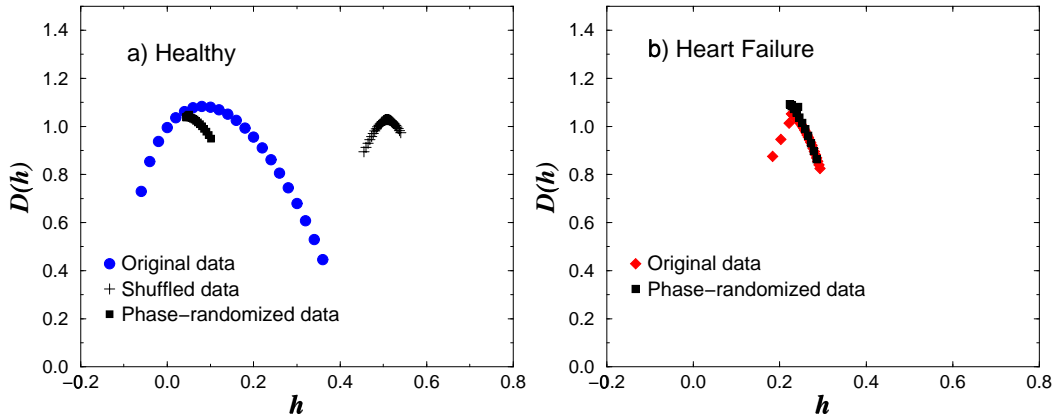 a) Healthy
D(h)
1.4
1.2
1.0
0.8
0.6
0.4
0.2
0.0
Original data
Shuffled data
Phase−randomized data
−0.2 0.0 0.2 0.4 0.6 0.8
h
b) Heart Failure
D(h)
1.4
1.2
1.0
0.8
0.6
0.4
0.2
0.0
Original data
Phase−randomized data
−0.2 0.0 0.2 0.4 0.6 0.8
h